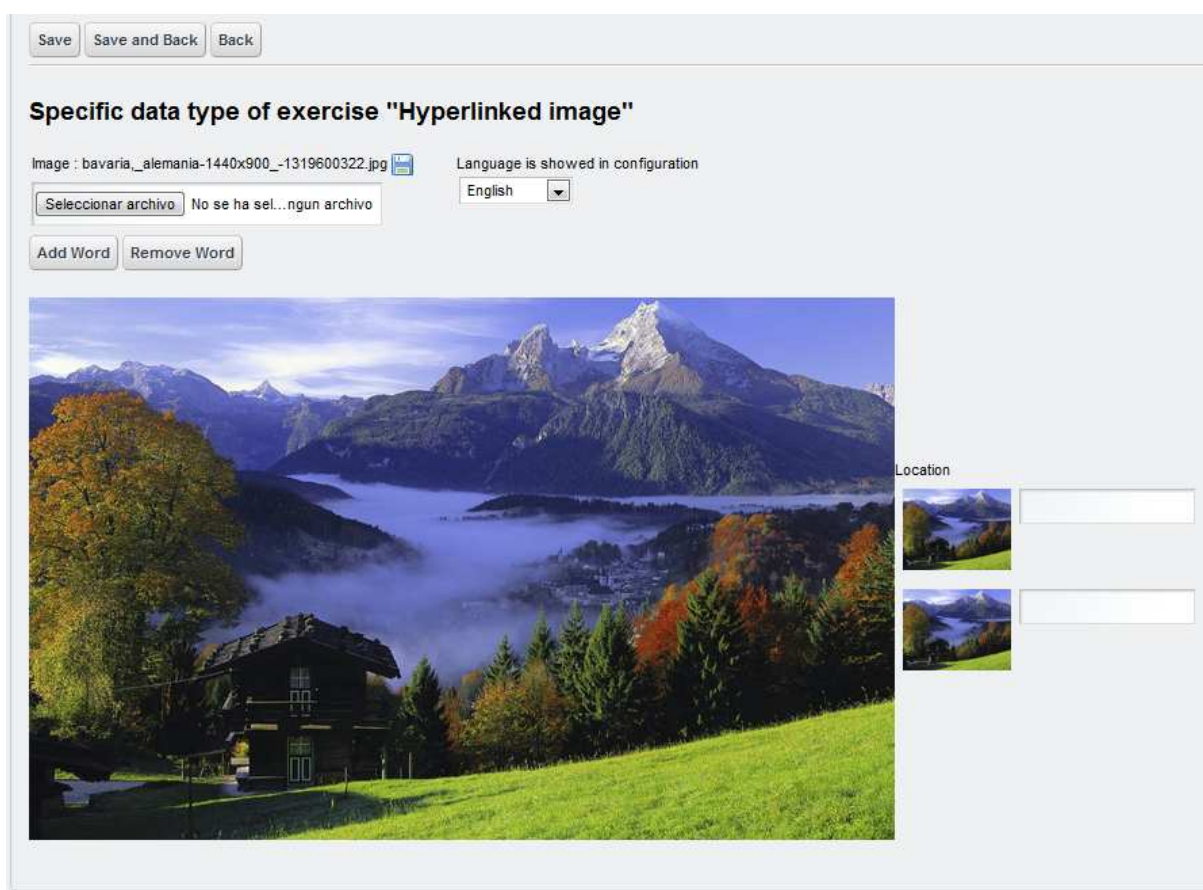 Save Save and Back Back
Specific data type of exercise "Hyperlinked image"
Image : bavaria,_alemania-1440x900_-1319600322.jpg
Language is showed in configuration
Seleccionar archivo No se ha sel...ngun archivo
English
Add Word Remove Word
Location